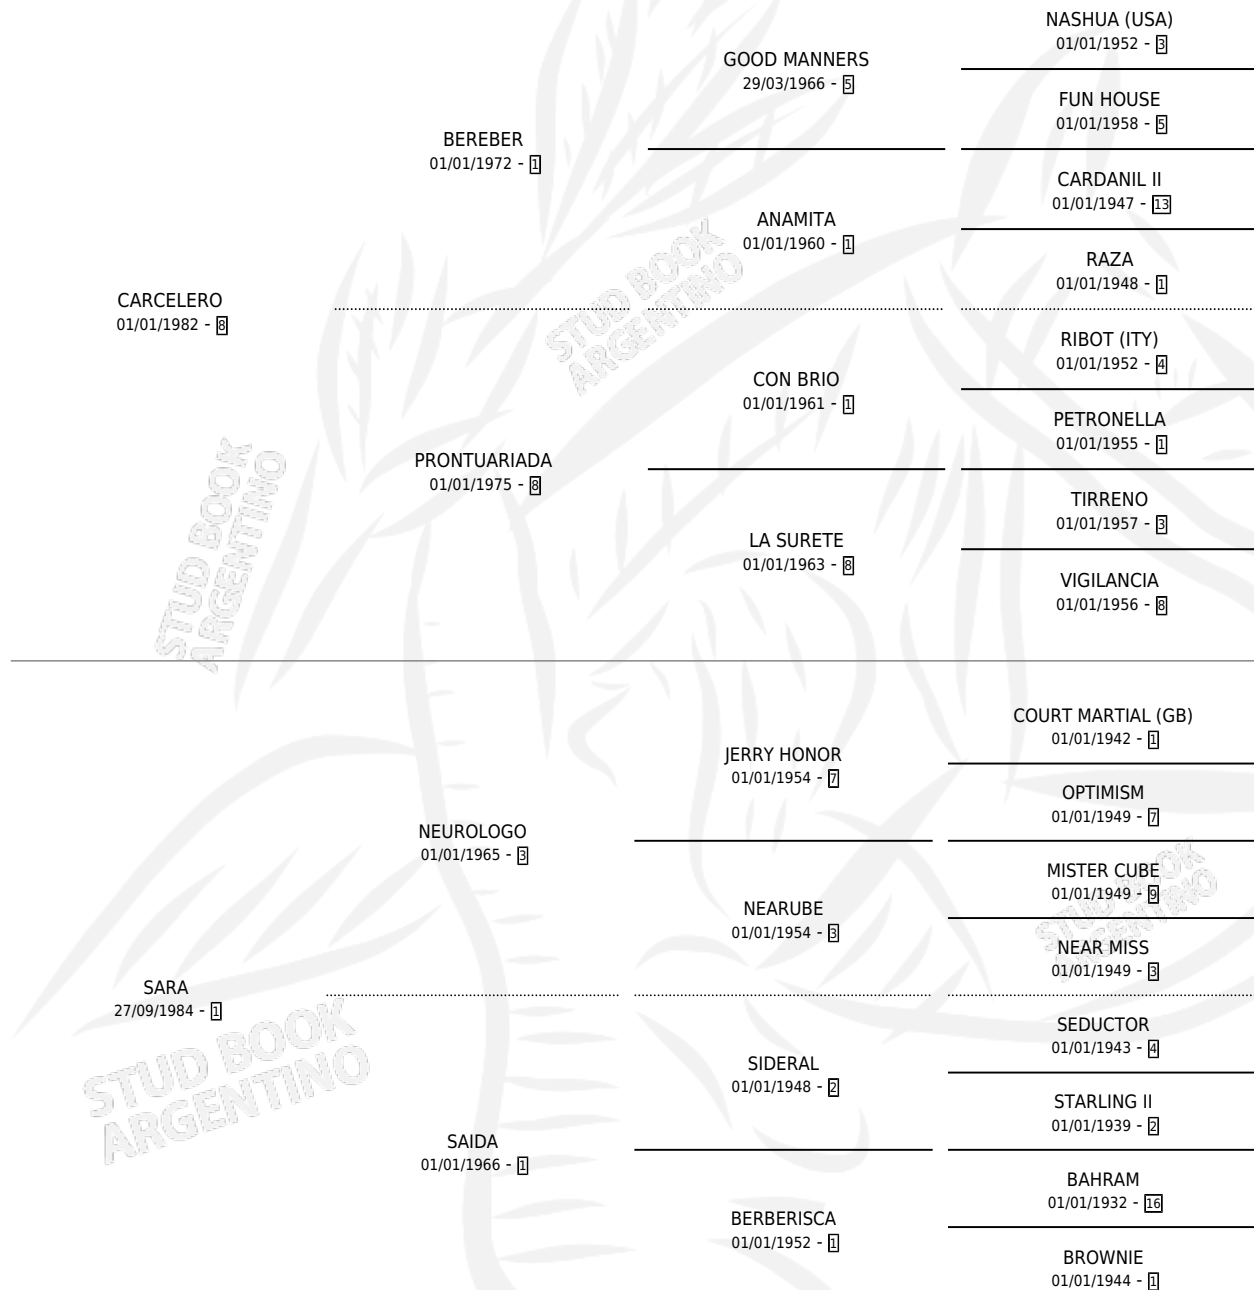 NASHUA (USA)
01/01/1952 - 3
GOOD MANNERS
29/03/1966 - 5
FUN HOUSE
01/01/1958 - 5
BEREBER
01/01/1972 - 1
CARDANIL II
01/01/1947 - 13
ANAMITA
01/01/1960 - 1
RAZA
01/01/1948 - 1
CARCELERO
01/01/1982 - 8
RIBOT (ITY)
01/01/1952 - 4
CON BRIO
01/01/1961 - 1
PETRONELLA
01/01/1955 - 1
PRONTUARIADA
01/01/1975 - 8
TIRRENO
01/01/1957 - 3
LA SURETE
01/01/1963 - 8
VIGILANCIA
01/01/1956 - 8
COURT MARTIAL (GB)
01/01/1942 - 1
JERRY HONOR
01/01/1954 - 7
OPTIMISM
01/01/1949 - 7
NEUROLOGO
01/01/1965 - 3
MISTER CUBE
01/01/1949 - 9
NEARUBE
01/01/1954 - 3
NEAR MISS
01/01/1949 - 3
SARA
27/09/1984 - 1
SEDUCTOR
01/01/1943 - 4
SIDERAL
01/01/1948 - 2
STARLING II
01/01/1939 - 2
SAIDA
01/01/1966 - 1
BAHRAM
01/01/1932 - 16
BERBERISCA
01/01/1952 - 1
BROWNIE
01/01/1944 - 1
STUD BOOK
ARGENTINO
STUD BOOK
ARGENTINO
STUD BOOK
ARGENTINO
STUD BOOK
ARGENTINO